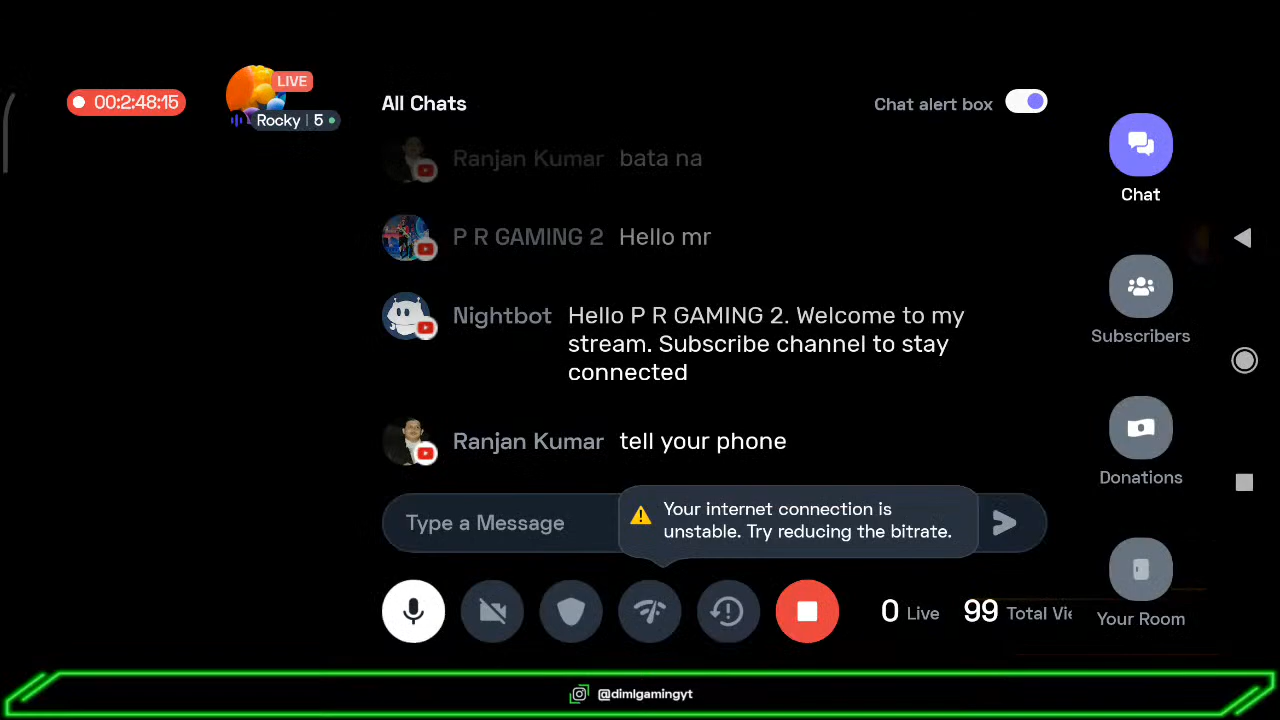 00:2:48:15
LIVE
Rocky | 5
All Chats
Chat alert box
Ranjan Kumar bata na
Chat
P R GAMING 2 Hello mr
Nightbot Hello P R GAMING 2. Welcome to my
stream. Subscribe channel to stay
connected
Subscribers
Ranjan Kumar tell your phone
Donations
Type a Message
Your internet connection is
unstable. Try reducing the bitrate.
0 Live 99 Total Vie
Your Room
@dimlgamingyt